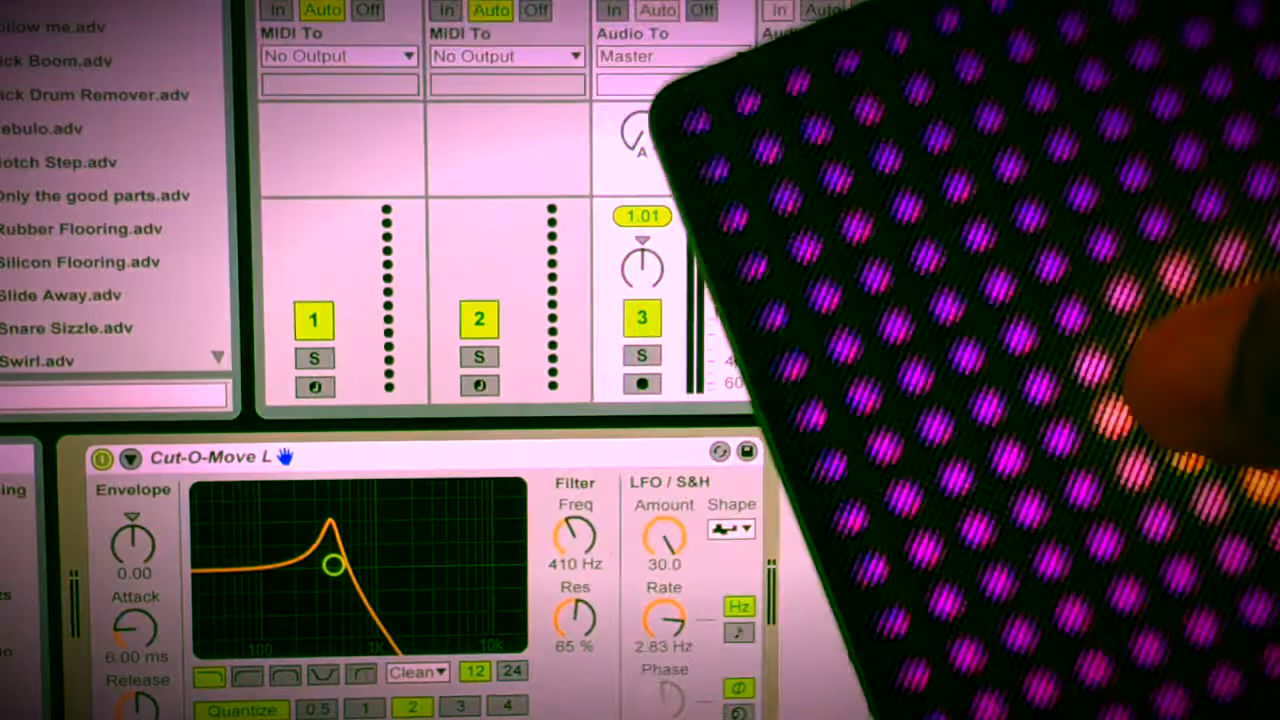 ollow me.adv
ick Boom.adv
ick Drum Remover.adv
ebulo.adv
otch Step.adv
Only the good parts.adv
Rubber Flooring.adv
Silicon Flooring.adv
Slide Away.adv
Snare Sizzle.adv
Swirl.adv
In Auto Off
MIDI To
No Output
1
S
In Auto Off
MIDI To
No Output
2
S
In Auto Off
Audio To
Master
A
1.01
3
S
60
In Auto
Cut-O-Move L
Envelope
0.00
Attack
6.00 ms
Release
100 1K 10k
Clean 12 24
Quantize 0.5 1 2 3 4
Filter
Freq
410 Hz
Res
65 %
LFO / S&H
Amount
30.0
Shape
Rate
2.83 Hz
Hz
Phase
ing